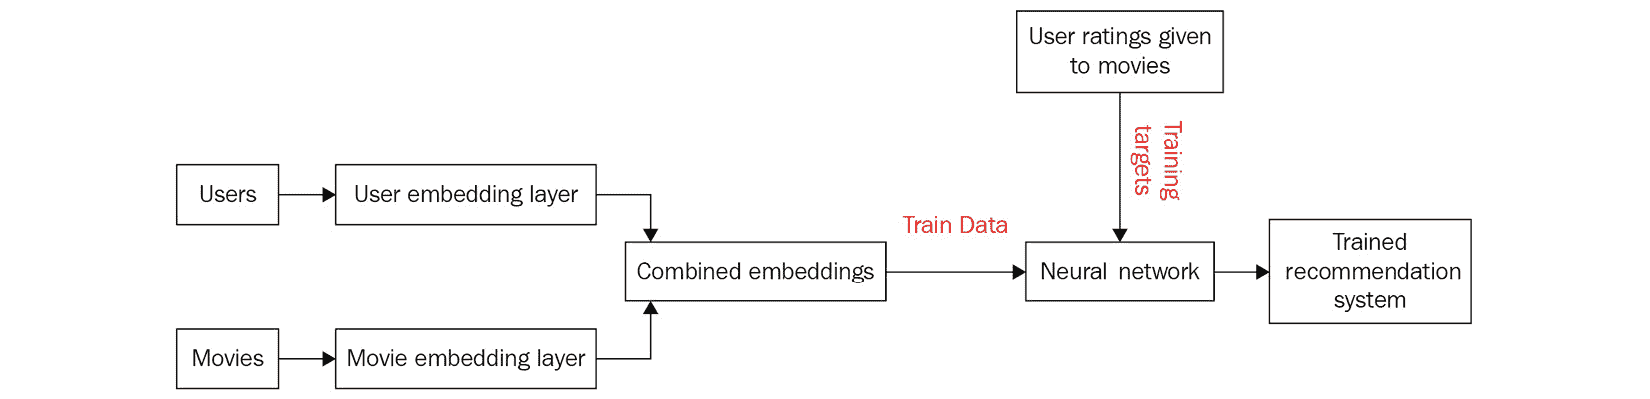 User ratings given
to movies
Training
targets
Users
User embedding layer
Train Data
Combined embeddings
Neural network
Trained
recommendation
system
Movies
Movie embedding layer